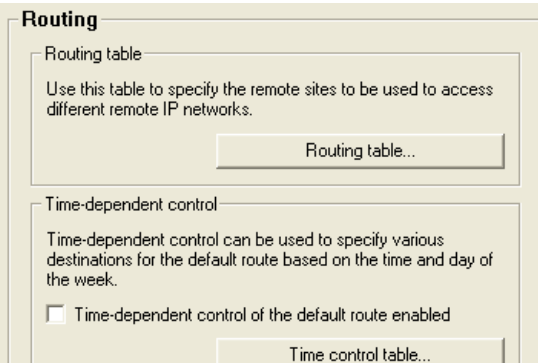 Routing
Routing table
Use this table to specify the remote sites to be used to access
different remote IP networks.
Routing table...
Time-dependent control
Time-dependent control can be used to specify various
destinations for the default route based on the time and day of
the week.
Time-dependent control of the default route enabled
Time control table...